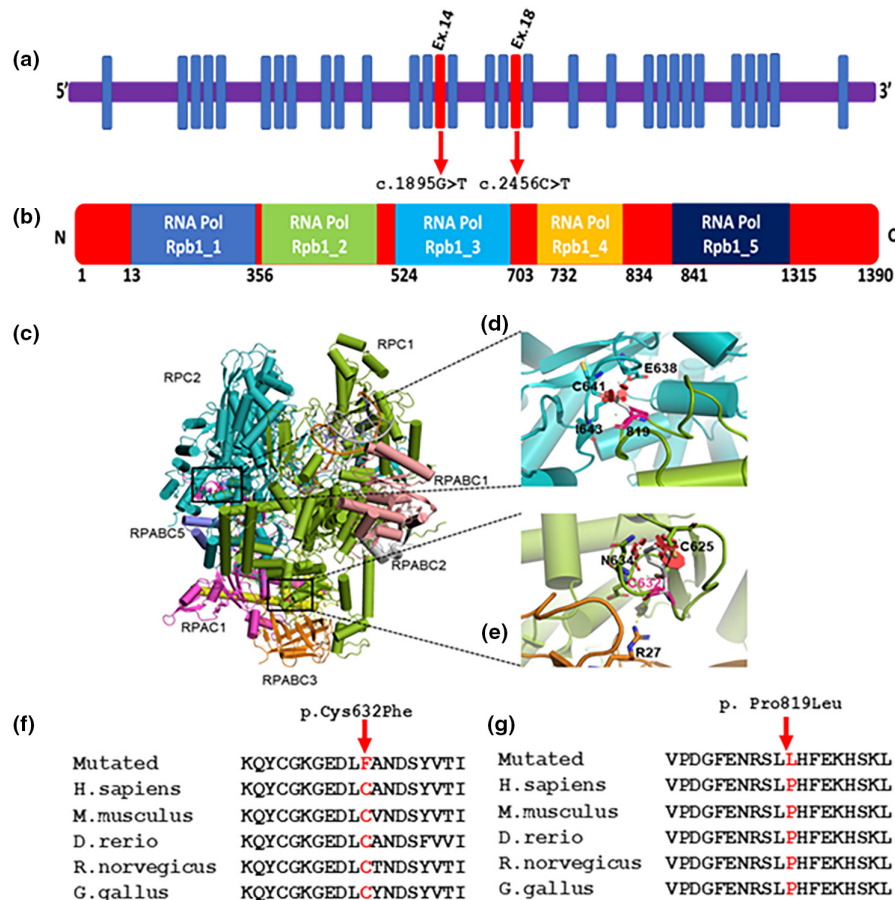 (a)
Ex.14
Ex.18
5'
3'
c.1895G>T
c.2456C>T
(b)
N
RNA Pol
Rpb1_1
RNA Pol
Rpb1_2
RNA Pol
Rpb1_3
RNA Pol
Rpb1_4
RNA Pol
Rpb1_5
C
1 13 356 524 703 732 834 841 1315 1390
(c)
RPC2
RPC1
RPABC1
RPABC5
RPABC2
RPAC1
RPABC3
(d)
E638
C641
I643
819
(e)
N634
C625
C632
R27
(f)
p.Cys632Phe
Mutated KQYCGKGEDLFANDSYVTI
H.sapiens KQYCGKGEDLCANDSYVTI
M.musculus KQYCGKGEDLCVNDSYVTI
D.rerio KQYCGKGEDLCANDSFVVI
R.norvegicus KQYCGKGEDLCTNDSYVTI
G.gallus KQYCGKGEDLCYNDSYVTI
(g)
p. Pro819Leu
Mutated VPDGFENRSLLHFEKHSKL
H.sapiens VPDGFENRSLPHFEKHSKL
M.musculus VPDGFENRSLPHFEKHSKL
D.rerio VPDGFENRSLPHFEKHSKL
R.norvegicus VPDGFENRSLPHFEKHSKL
G.gallus VPDGFENRSLPHFEKHSKL